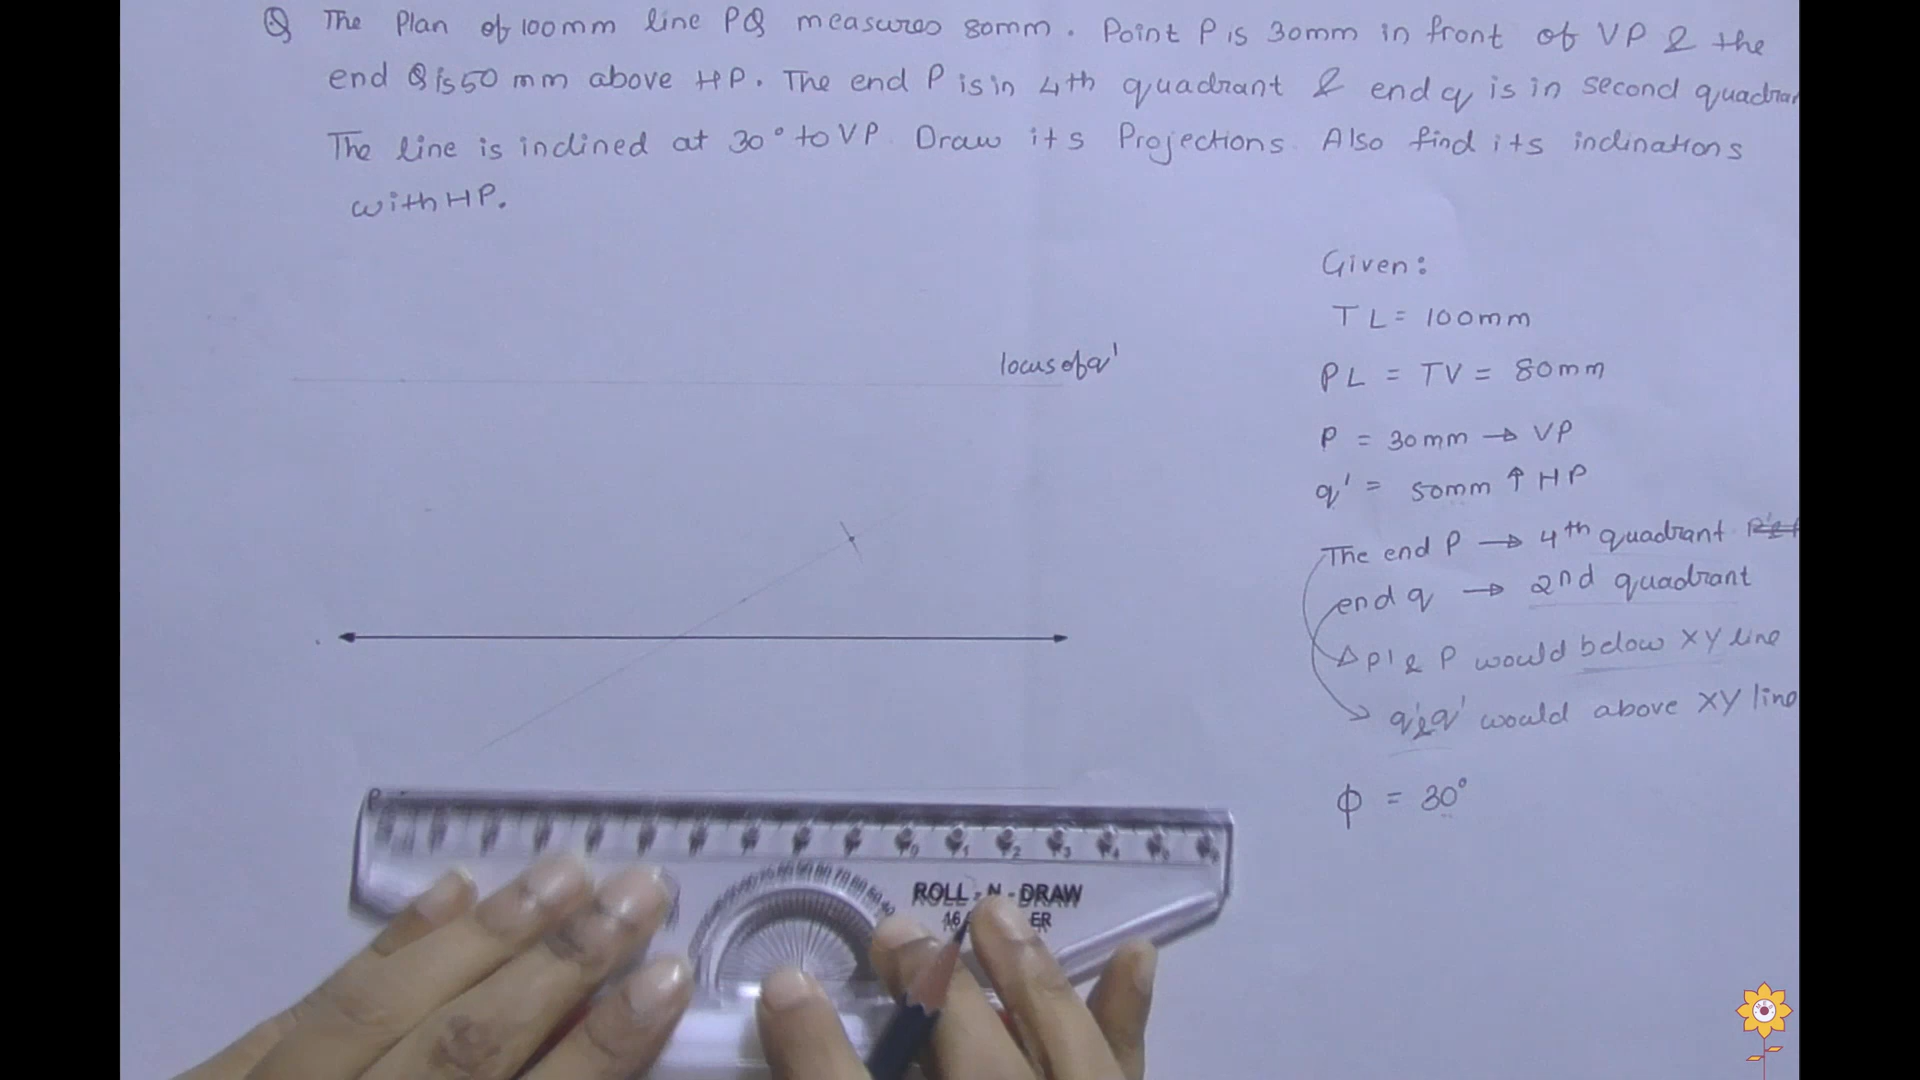 Q The Plan of 100mm line PQ measures 80mm. Point P is 30mm in front of VP & the
end Q is 50 mm above HP. The end P is in 4th quadrant & end q is in second quadran
The line is inclined at 30° to VP. Draw its Projections. Also find its inclinations
with HP.
Given:
TL = 100mm
locus of q'
PL = TV = 80mm
P = 30mm → VP
q' = 50mm ↑ HP
The end P → 4th quadrant
end q → 2nd quadrant
P' & P would below XY line
q & q' would above XY line
P
ϕ = 30°
ROLL-N-DRAW
16 ER